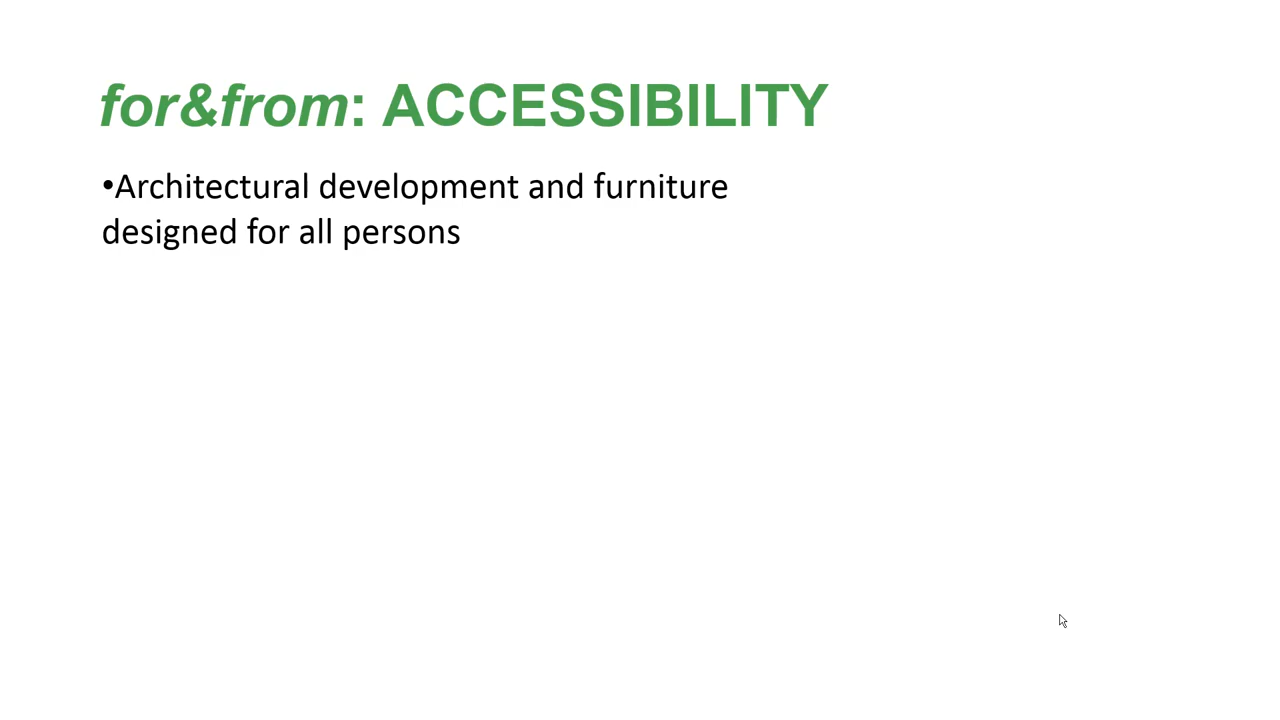 for&from: ACCESSIBILITY
•Architectural development and furniture
designed for all persons